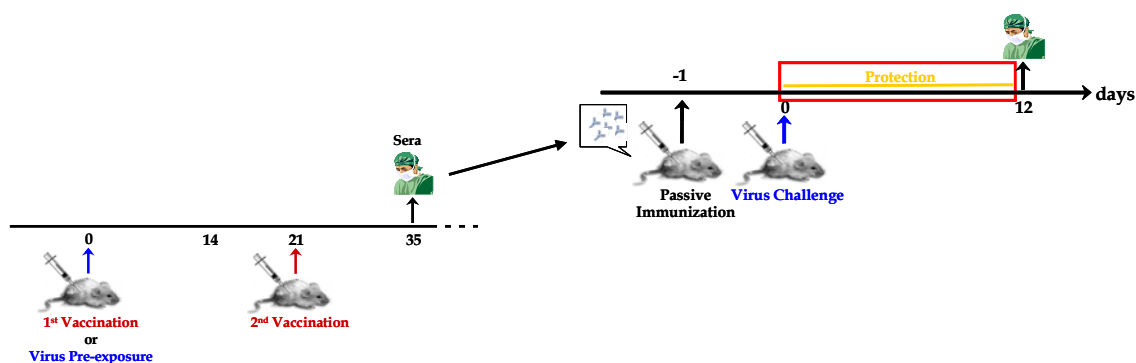 Protection
-1
0
12
days
Passive
Immunization
Virus Challenge
Sera
0
14
21
35
1st Vaccination
or
Virus Pre-exposure
2nd Vaccination